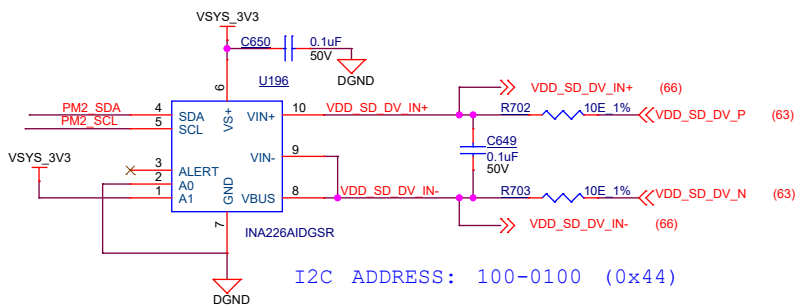 VSYS_3V3
C650
0.1uF
50V
DGND
U196
6
PM2_SDA
4
SDA
VS+
VIN+
10
VDD_SD_DV_IN+
VDD_SD_DV_IN+ (66)
PM2_SCL
5
SCL
R702
10E_1%
VDD_SD_DV_P (63)
VSYS_3V3
3
ALERT
VIN-
9
C649
0.1uF
50V
2
A0
1
A1
GND
VBUS
8
VDD_SD_DV_IN-
R703
10E_1%
VDD_SD_DV_N (63)
7
INA226AIDGSR
VDD_SD_DV_IN- (66)
I2C ADDRESS: 100-0100 (0x44)
DGND